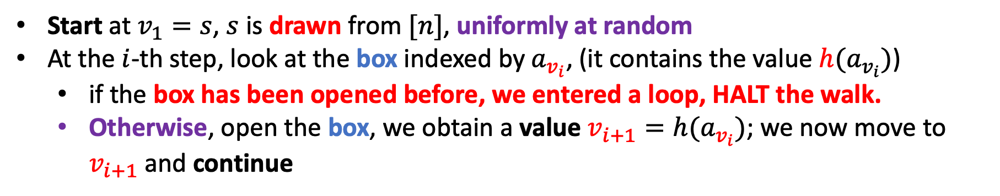 • Start at v₁ = s, s is drawn from [n], uniformly at random
• At the i-th step, look at the box indexed by a_{v_i}, (it contains the value h(a_{v_i}))
• if the box has been opened before, we entered a loop, HALT the walk.
• Otherwise, open the box, we obtain a value v_{i+1} = h(a_{v_i}); we now move to
v_{i+1} and continue